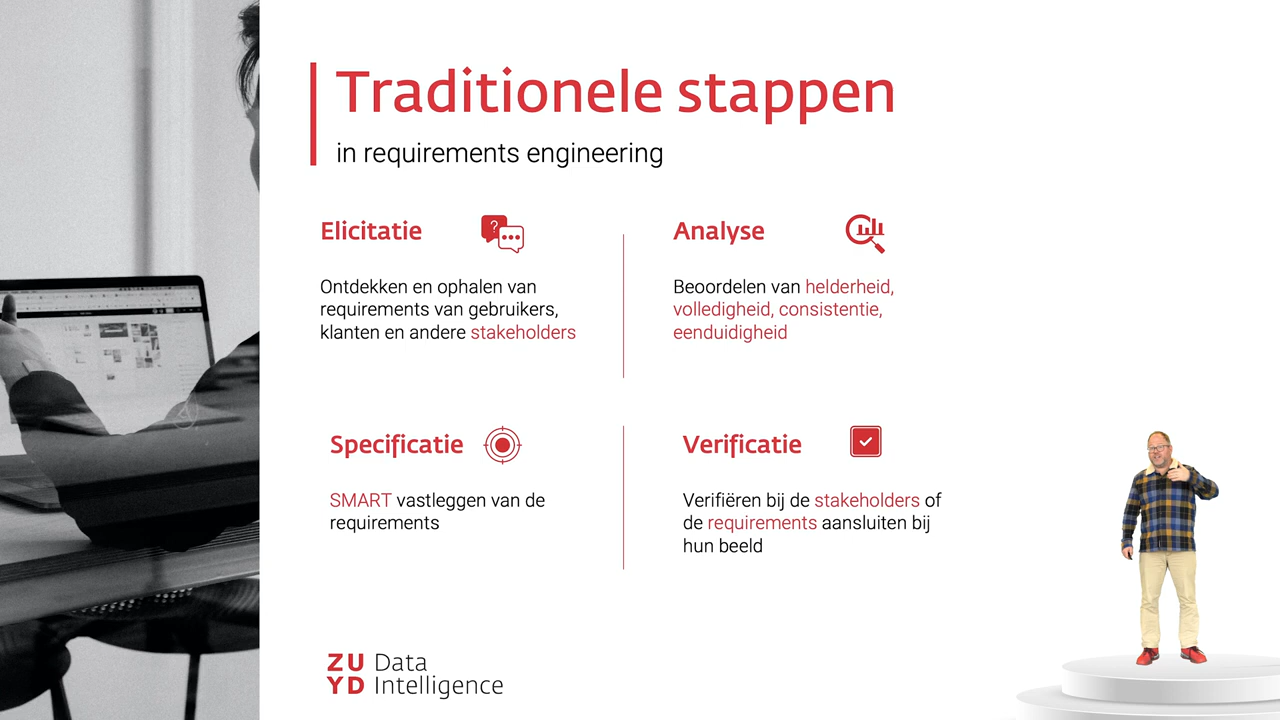 Traditionele stappen
in requirements engineering
Elicitatie
Ontdekken en ophalen van
requirements van gebruikers,
klanten en andere stakeholders
Analyse
Beoordelen van helderheid,
volledigheid, consistentie,
eenduidigheid
Specificatie
SMART vastleggen van de
requirements
Verificatie
Verifiëren bij de stakeholders of
de requirements aansluiten bij
hun beeld
ZU Data
YD Intelligence